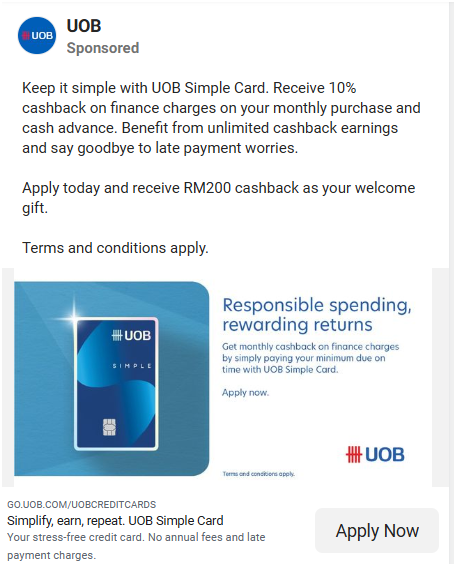 UOB
UOB
Sponsored
Keep it simple with UOB Simple Card. Receive 10%
cashback on finance charges on your monthly purchase and
cash advance. Benefit from unlimited cashback earnings
and say goodbye to late payment worries.
Apply today and receive RM200 cashback as your welcome
gift.
Terms and conditions apply.
UOB
SIMPLE
Responsible spending,
rewarding returns
Get monthly cashback on finance charges
by simply paying your minimum due on
time with UOB Simple Card.
Apply now.
UOB
Terms and conditions apply.
GO.UOB.COM/UOBCREDITCARDS
Simplify, earn, repeat. UOB Simple Card
Your stress-free credit card. No annual fees and late
payment charges.
Apply Now